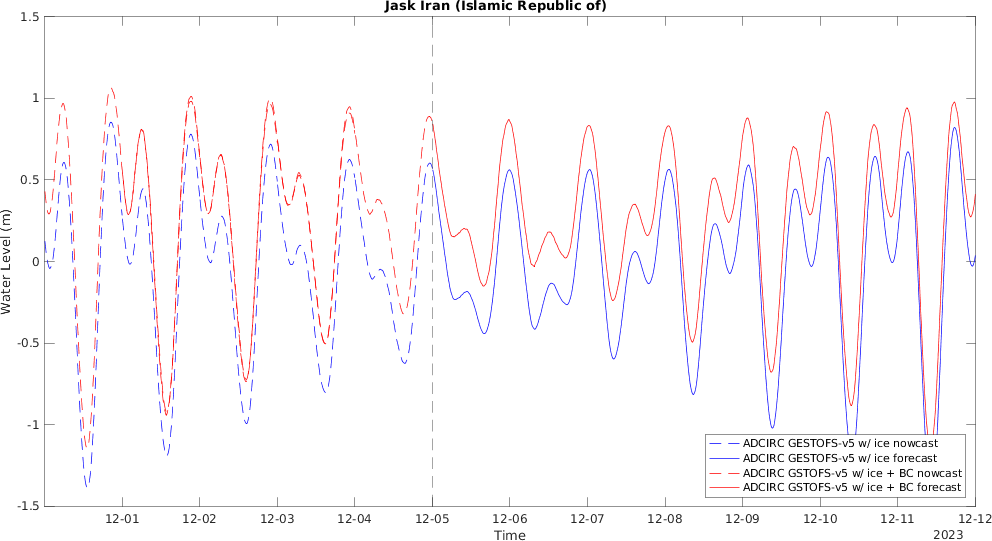 Jask Iran (Islamic Republic of)
1.5
1
0.5
0
-0.5
-1
-1.5
Water Level (m)
ADCIRC GESTOFS-v5 w/ ice nowcast
ADCIRC GESTOFS-v5 w/ ice forecast
ADCIRC GSTOFS-v5 w/ ice + BC nowcast
ADCIRC GSTOFS-v5 w/ ice + BC forecast
12-01 12-02 12-03 12-04 12-05 12-06 12-07 12-08 12-09 12-10 12-11 12-12
Time
2023